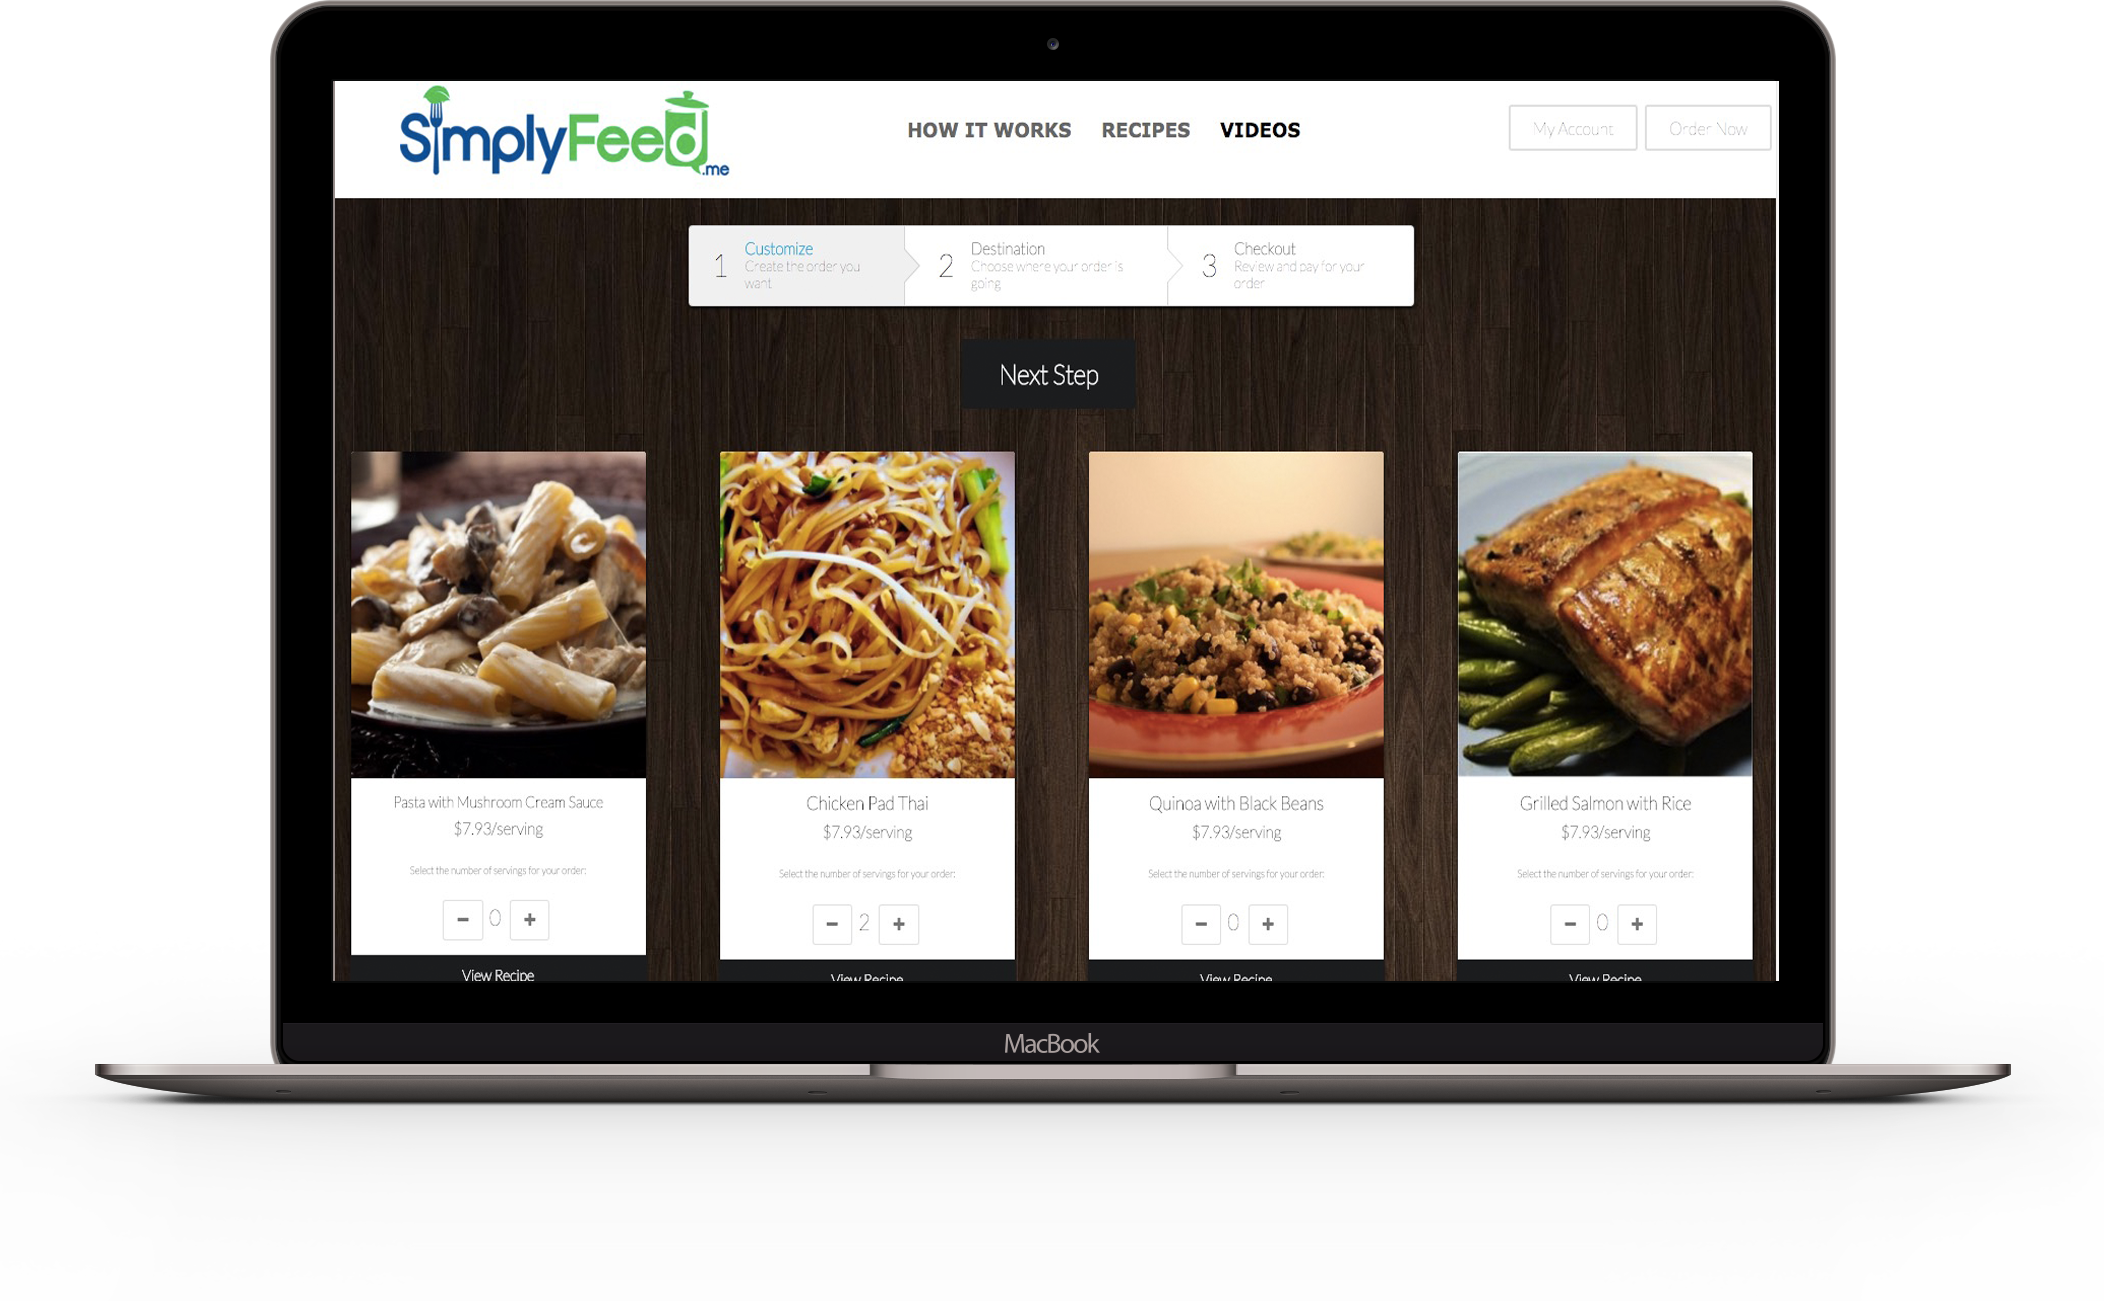 SimplyFeed.me
HOW IT WORKS RECIPES VIDEOS
My Account Order Now
1 Customize
Create the order you
want
2 Destination
Choose where your order is
going
3 Checkout
Review and pay for your
order
Next Step
Pasta with Mushroom Cream Sauce
$7.93/serving
Select the number of servings for your order:
- 0 +
View Recipe
Chicken Pad Thai
$7.93/serving
Select the number of servings for your order:
- 2 +
View Recipe
Quinoa with Black Beans
$7.93/serving
Select the number of servings for your order:
- 0 +
View Recipe
Grilled Salmon with Rice
$7.93/serving
Select the number of servings for your order:
- 0 +
View Recipe
MacBook